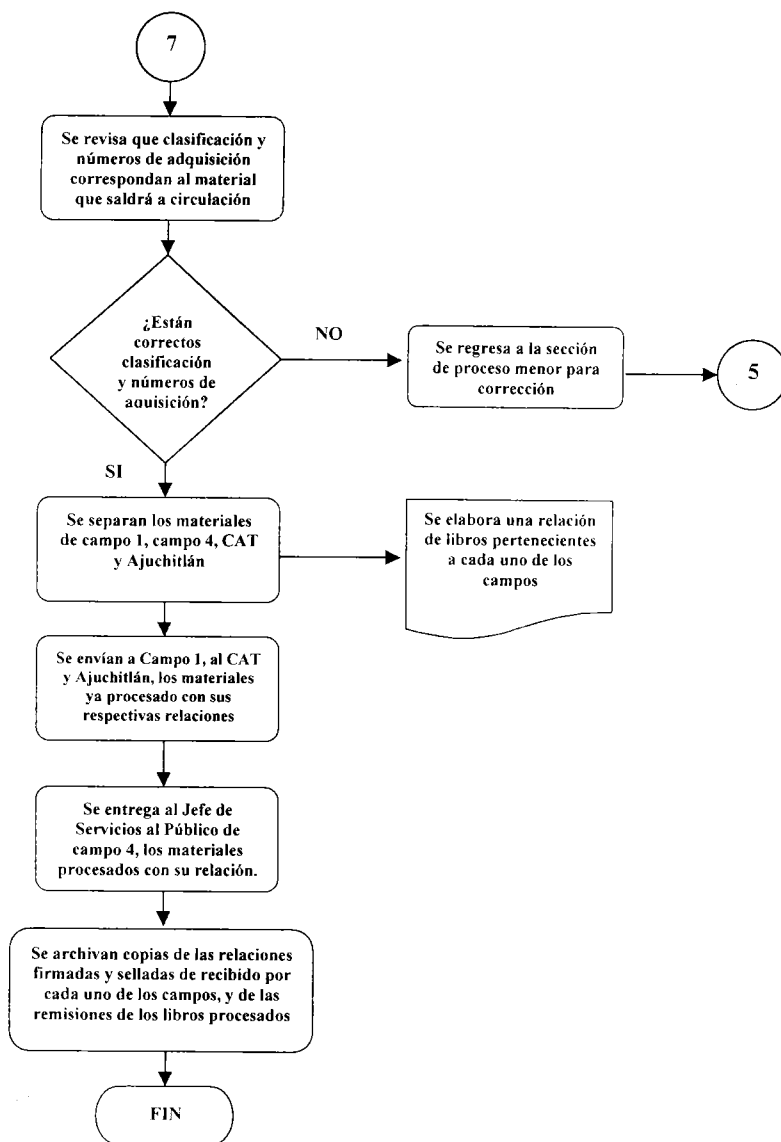 7
Se revisa que clasificación y
números de adquisición
correspondan al material
que saldrá a circulación
¿Están
correctos
clasificación
y números de
aquisición?
NO
Se regresa a la sección
de proceso menor para
corrección
5
SI
Se separan los materiales
de campo 1, campo 4, CAT
y Ajuchitlán
Se elabora una relación
de libros pertenecientes
a cada uno de los
campos
Se envían a Campo 1, al CAT
y Ajuchitlán, los materiales
ya procesado con sus
respectivas relaciones
Se entrega al Jefe de
Servicios al Público de
campo 4, los materiales
procesados con su relación.
Se archivan copias de las relaciones
firmadas y selladas de recibido por
cada uno de los campos, y de las
remisiones de los libros procesados
FIN